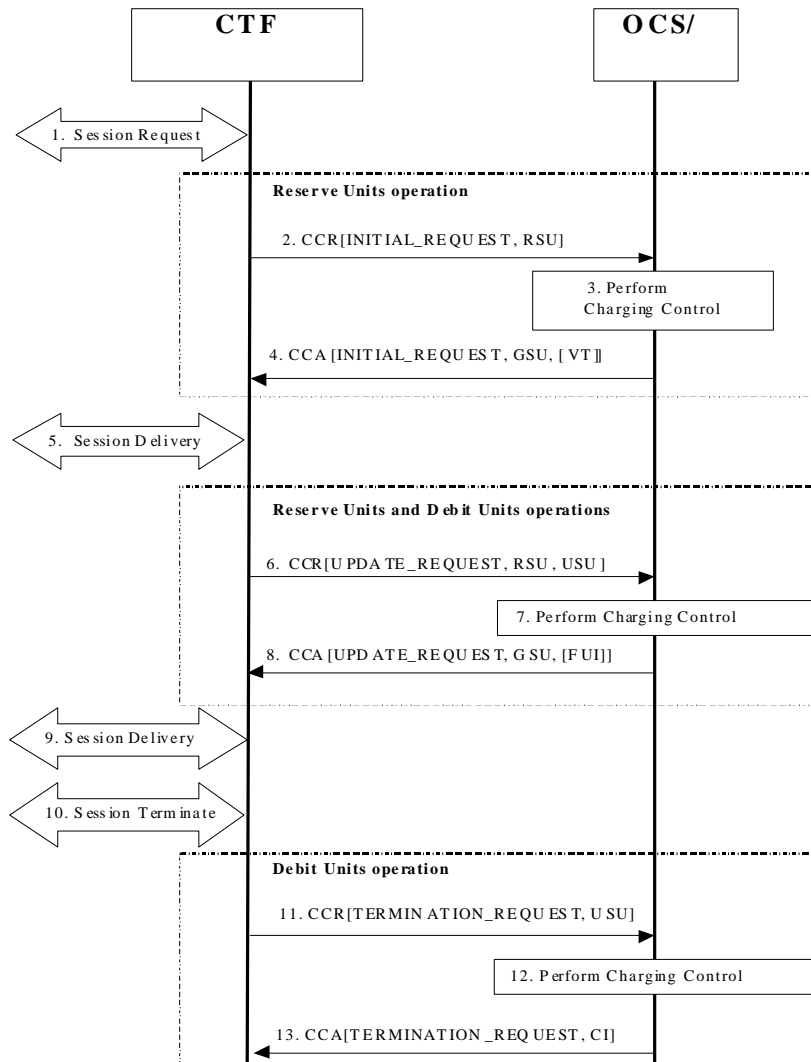 CTF
OCS/
1. Session Request
Reserve Units operation
2. CCR[INITIAL_REQUEST, RSU]
3. Perform
Charging Control
4. CCA [INITIAL_REQUEST, GSU, [VT]]
5. Session Delivery
Reserve Units and Debit Units operations
6. CCR[UPDATE_REQUEST, RSU, USU]
7. Perform Charging Control
8. CCA [UPDATE_REQUEST, GSU, [FUI]]
9. Session Delivery
10. Session Terminate
Debit Units operation
11. CCR[TERMINATION_REQUEST, USU]
12. Perform Charging Control
13. CCA[TERMINATION_REQUEST, CI]